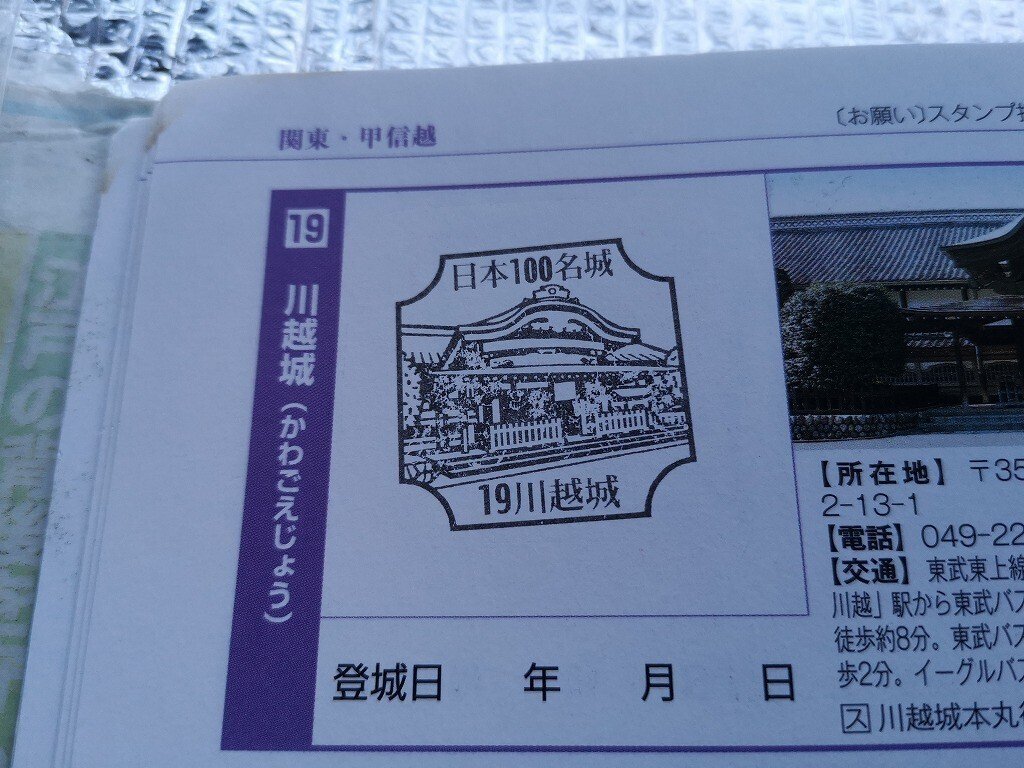 関東・甲信越
〔お願い〕スタンプ
19
川越城（かわごえじょう）
日本100名城
19川越城
【所在地】 〒35
2-13-1
【電話】 049-22
【交通】 東武東上線
川越」駅から東武バス
徒歩約8分。東武バス
歩2分。イーグルバス
登城日 年 月 日
ス 川越城本丸